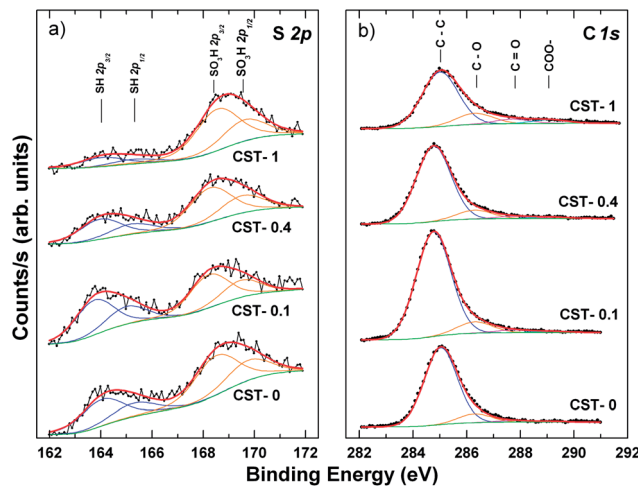 a)
S 2p
SH 2p3/2
SH 2p1/2
SO3H 2p3/2
SO3H 2p1/2
CST- 1
CST- 0.4
CST- 0.1
CST- 0
162 164 166 168 170 172
b)
C 1s
C - C
C - O
C = O
COO-
CST- 1
CST- 0.4
CST- 0.1
CST- 0
282 284 286 288 290 292
Counts/s (arb. units)
Binding Energy (eV)